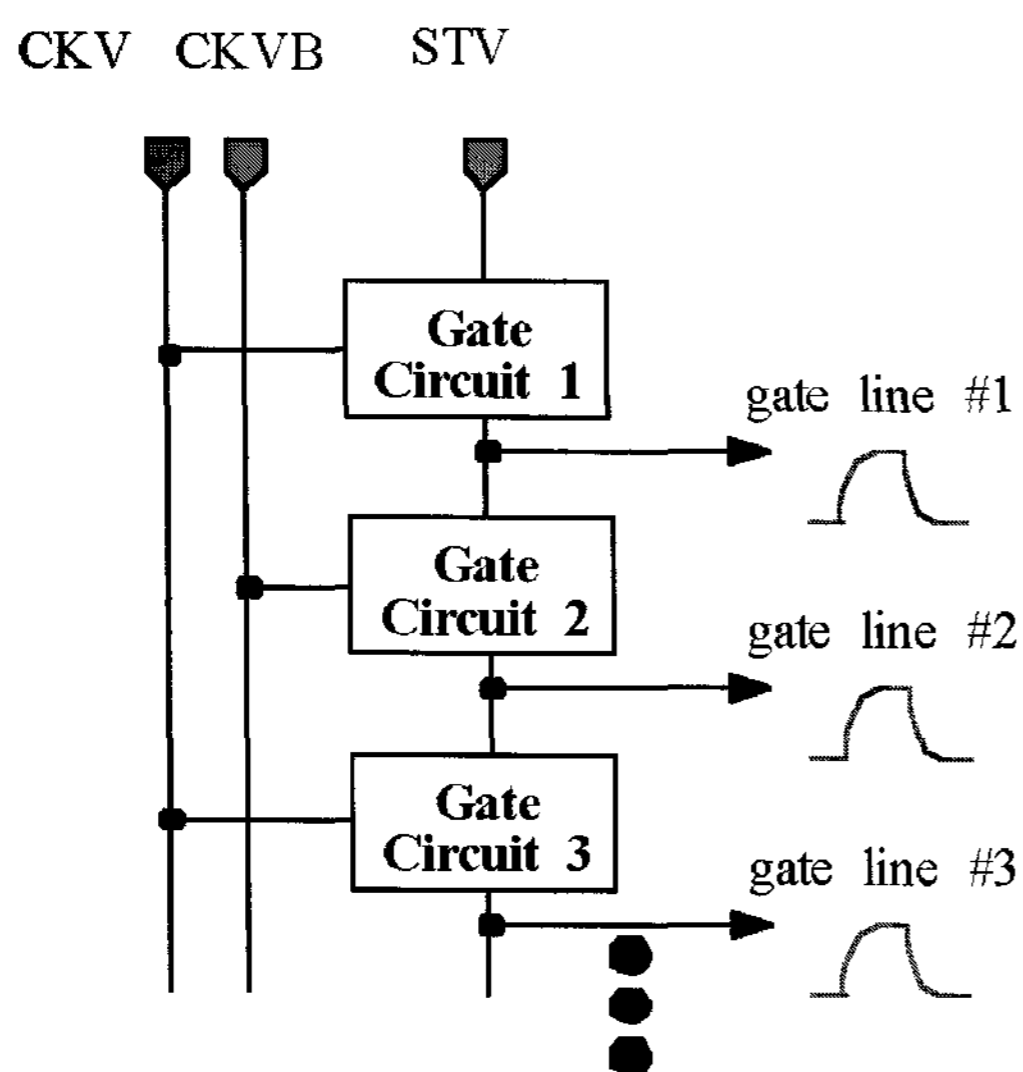 CKV CKVB STV
Gate
Circuit 1
gate line #1
Gate
Circuit 2
gate line #2
Gate
Circuit 3
gate line #3